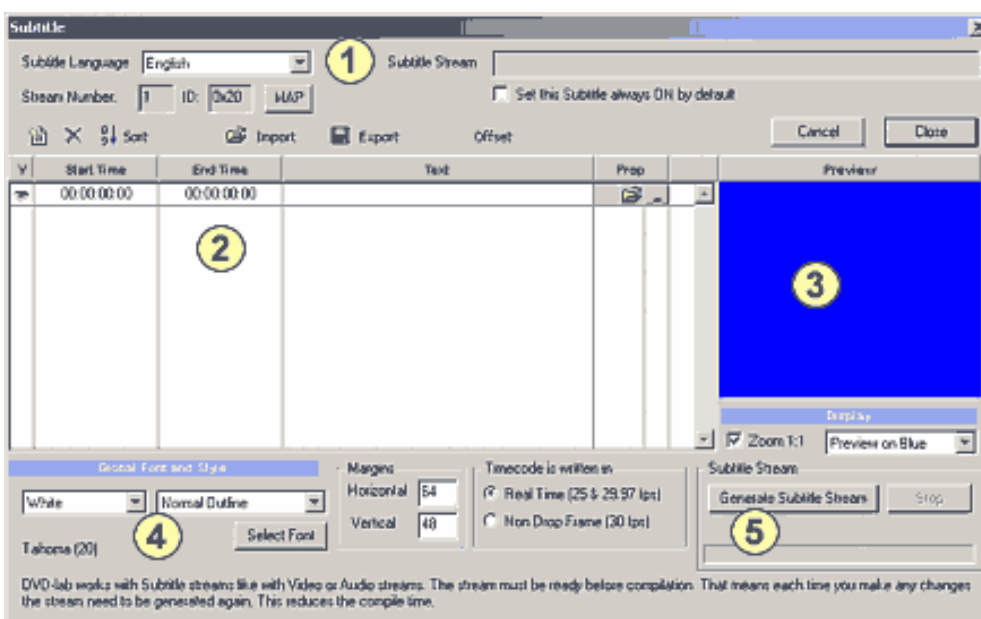 Subtitle
Subtitle Language English 1 Subtitle Stream
Stream Number. 1 ID: 0x20 MAP Set this Subtitle always ON by default
Sort Import Export Offset Cancel Close
V Start Time End Time Text Prop Preview
00:00:00:00 00:00:00:00
2
3
Display
Zoom 1:1 Preview on Blue
Global Font and Style Margins Timecode is written in Subtitle Stream
White Normal Outline Horizontal 64 Real Time (25 & 29.97 fps) Generate Subtitle Stream Stop
4 Select Font Vertical 48 Non Drop Frame (30 fps) 5
Tahoma (20)
DVD-lab works with Subtitle streams like with Video or Audio streams. The stream must be ready before compilation. That means each time you make any changes
the stream need to be generated again. This reduces the compile time.